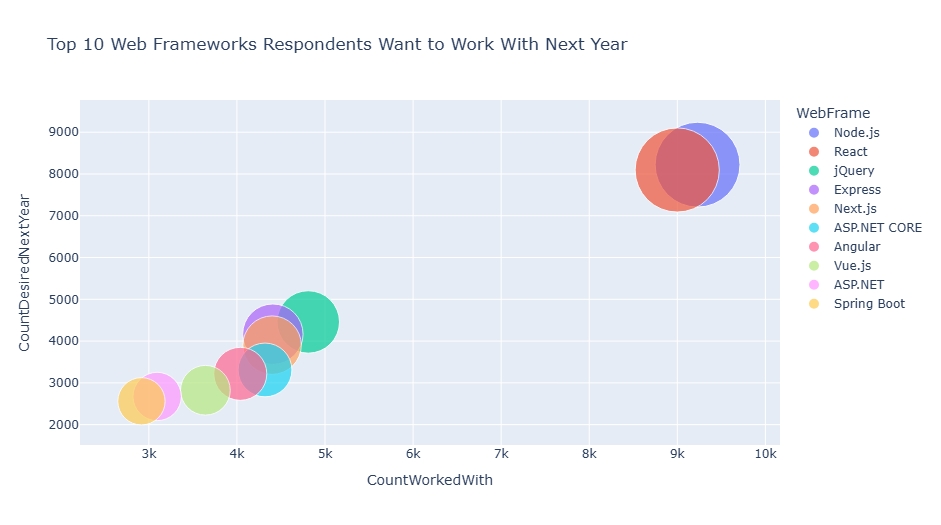 Top 10 Web Frameworks Respondents Want to Work With Next Year
WebFrame
Node.js
React
jQuery
Express
Next.js
ASP.NET CORE
Angular
Vue.js
ASP.NET
Spring Boot
CountDesiredNextYear
9000
8000
7000
6000
5000
4000
3000
2000
3k 4k 5k 6k 7k 8k 9k 10k
CountWorkedWith